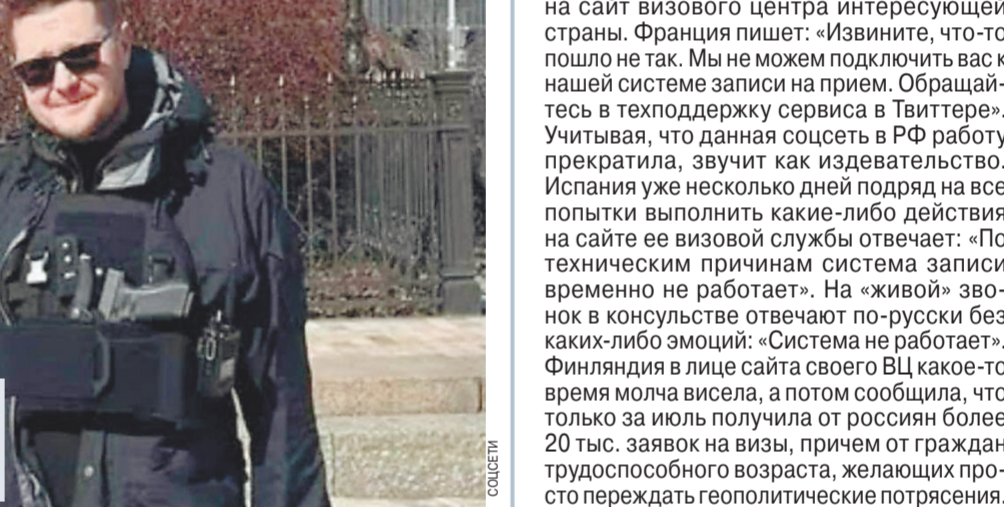 СОЦСЕТИ
на сайт визового центра интересующей
страны. Франция пишет: «Извините, что-то
пошло не так. Мы не можем подключить вас к
нашей системе записи на прием. Обращай-
тесь в техподдержку сервиса в Твиттере».
Учитывая, что данная соцсеть в РФ работу
прекратила, звучит как издевательство.
Испания уже несколько дней подряд на все
попытки выполнить какие-либо действия
на сайте ее визовой службы отвечает: «По
техническим причинам система записи
временно не работает». На «живой» зво-
нок в консульстве отвечают по-русски без
каких-либо эмоций: «Система не работает».
Финляндия в лице сайта своего ВЦ какое-то
время молча висела, а потом сообщила, что
только за июль получила от россиян более
20 тыс. заявок на визы, причем от граждан
трудоспособного возраста, желающих про-
сто переждать геополитические потрясения.